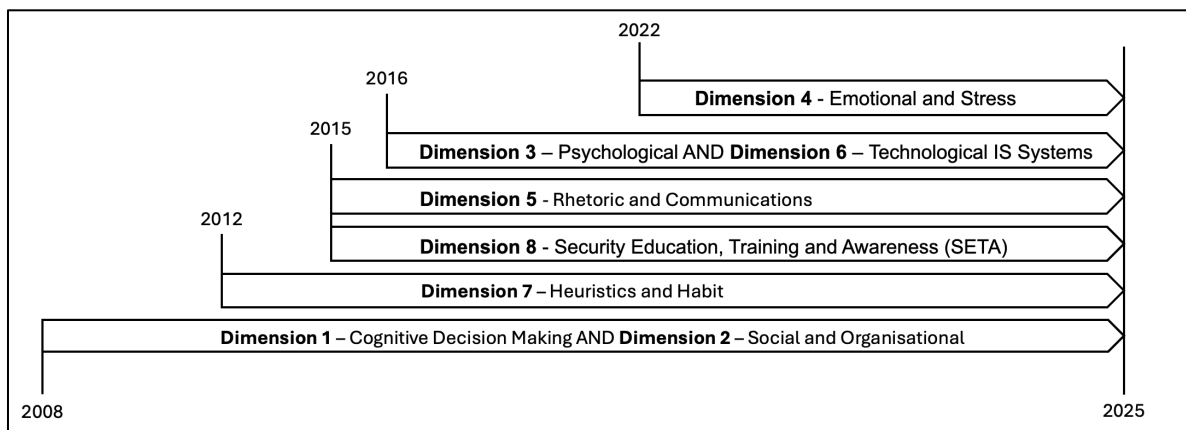 2022
Dimension 4 - Emotional and Stress
2016
Dimension 3 – Psychological AND Dimension 6 – Technological IS Systems
2015
Dimension 5 - Rhetoric and Communications
Dimension 8 - Security Education, Training and Awareness (SETA)
2012
Dimension 7 – Heuristics and Habit
Dimension 1 – Cognitive Decision Making AND Dimension 2 – Social and Organisational
2008
2025